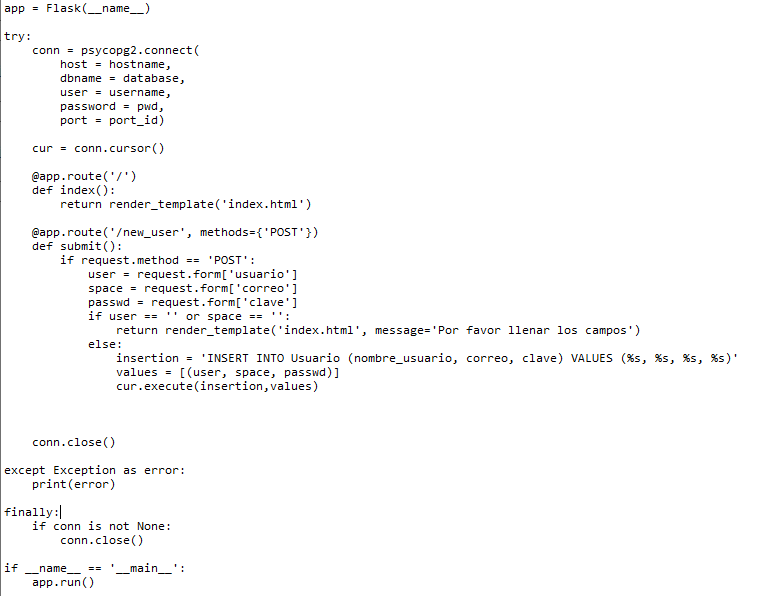 app = Flask(__name__)
try:
    conn = psycopg2.connect(
        host = hostname,
        dbname = database,
        user = username,
        password = pwd,
        port = port_id)
    cur = conn.cursor()
    @app.route('/')
    def index():
        return render_template('index.html')
    @app.route('/new_user', methods={'POST'})
    def submit():
        if request.method == 'POST':
            user = request.form['usuario']
            space = request.form['correo']
            passwd = request.form['clave']
            if user == '' or space == '':
                return render_template('index.html', message='Por favor llenar los campos')
            else:
                insertion = 'INSERT INTO Usuario (nombre_usuario, correo, clave) VALUES (%s, %s, %s, %s)'
                values = [(user, space, passwd)]
                cur.execute(insertion,values)
    conn.close()
except Exception as error:
    print(error)
finally:
    if conn is not None:
        conn.close()
if __name__ == '__main__':
    app.run()